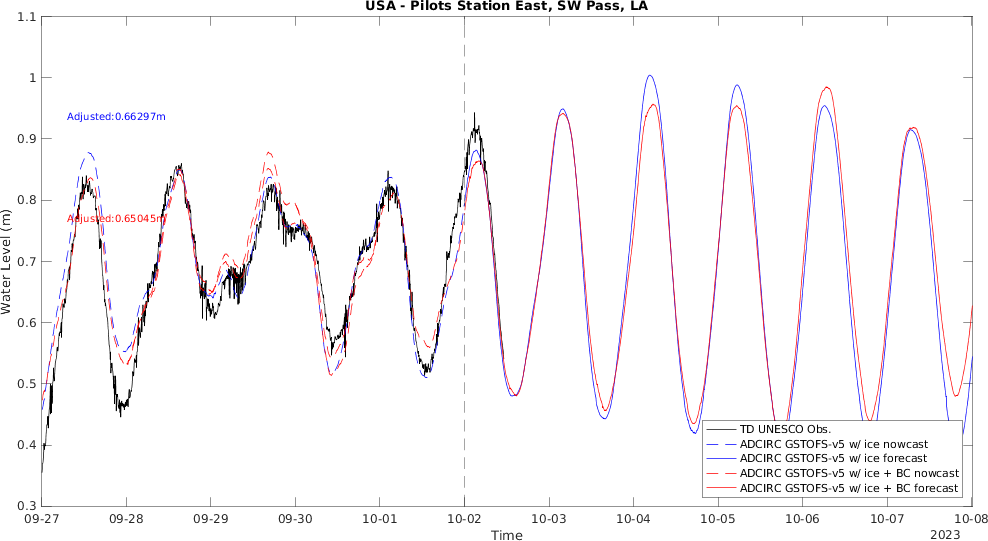 USA - Pilots Station East, SW Pass, LA
1.1
1
0.9
0.8
0.7
0.6
0.5
0.4
0.3
Water Level (m)
Adjusted:0.66297m
Adjusted:0.65045m
TD UNESCO Obs.
ADCIRC GSTOFS-v5 w/ ice nowcast
ADCIRC GSTOFS-v5 w/ ice forecast
ADCIRC GSTOFS-v5 w/ ice + BC nowcast
ADCIRC GSTOFS-v5 w/ ice + BC forecast
09-27 09-28 09-29 09-30 10-01 10-02 10-03 10-04 10-05 10-06 10-07 10-08
Time
2023